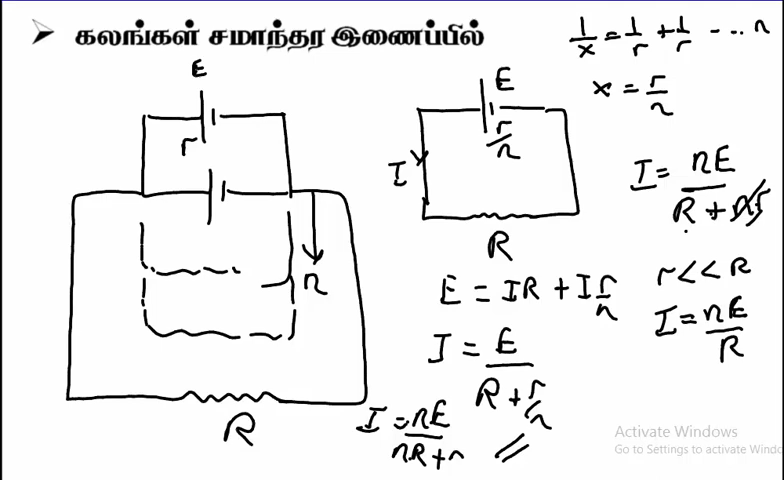 கலங்கள் சமாந்தர இணைப்பில்
1/x = 1/r + 1/r - - .. n
x = r/n
E
r
n
R
E
r/n
I
R
E = IR + I r/n
I = E / R + r/n
I = nE / nR + r
I = nE / R + nr
r << R
I = nE / R
Activate Windows
Go to Settings to activate Windo